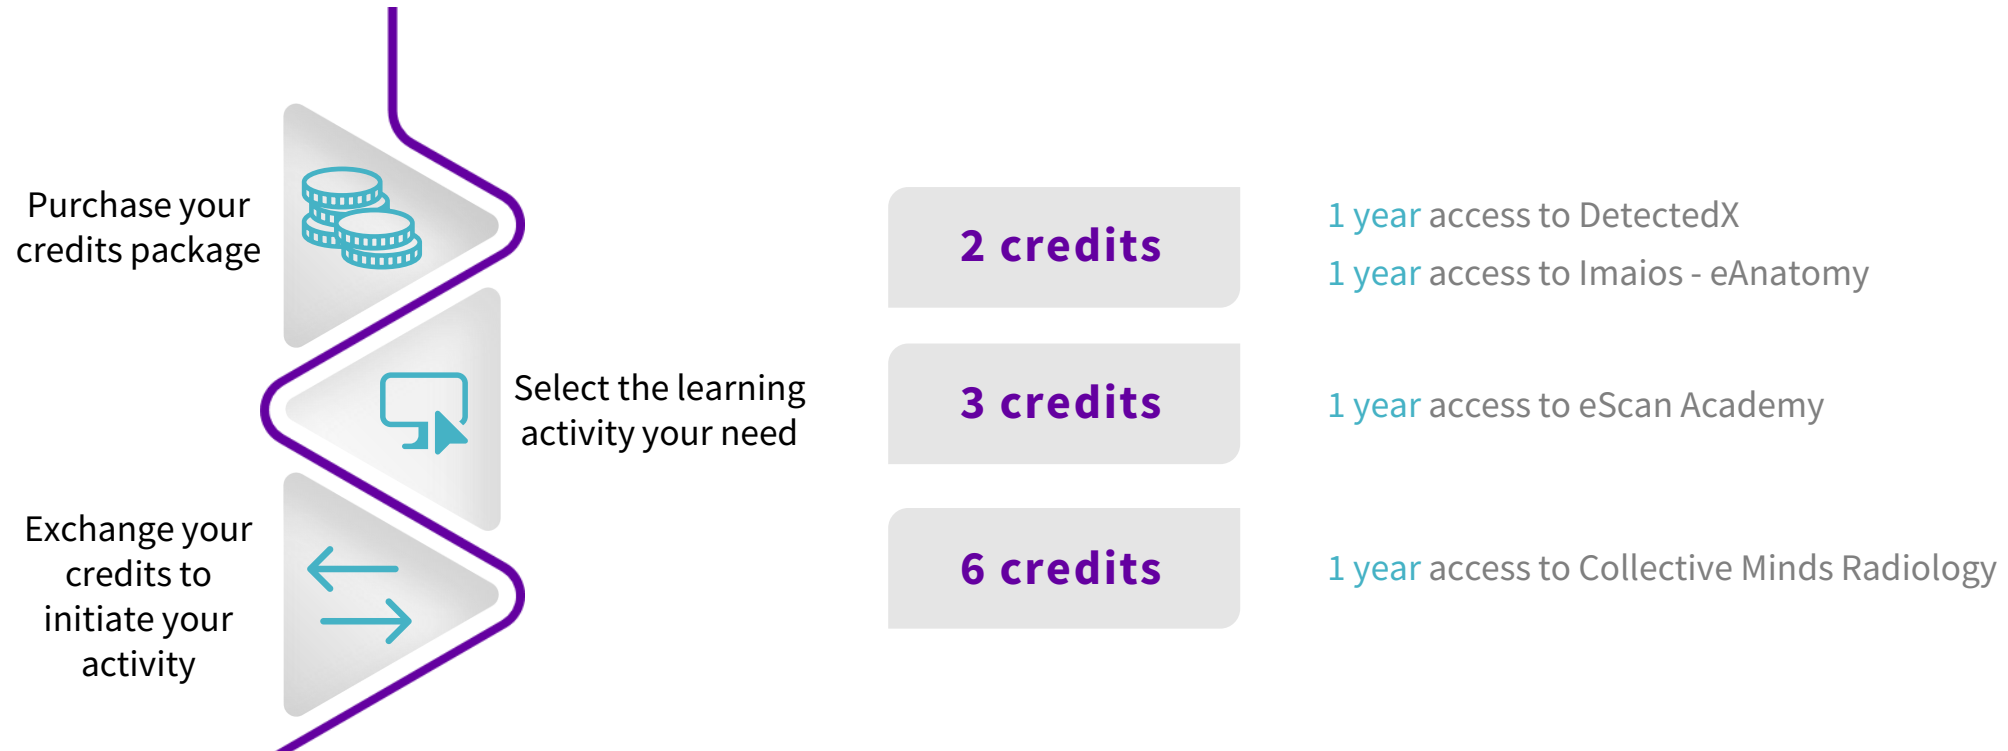 Purchase your
credits package
Select the learning
activity your need
Exchange your
credits to
initiate your
activity
2 credits
1 year access to DetectedX
1 year access to Imaios - eAnatomy
3 credits
1 year access to eScan Academy
6 credits
1 year access to Collective Minds Radiology